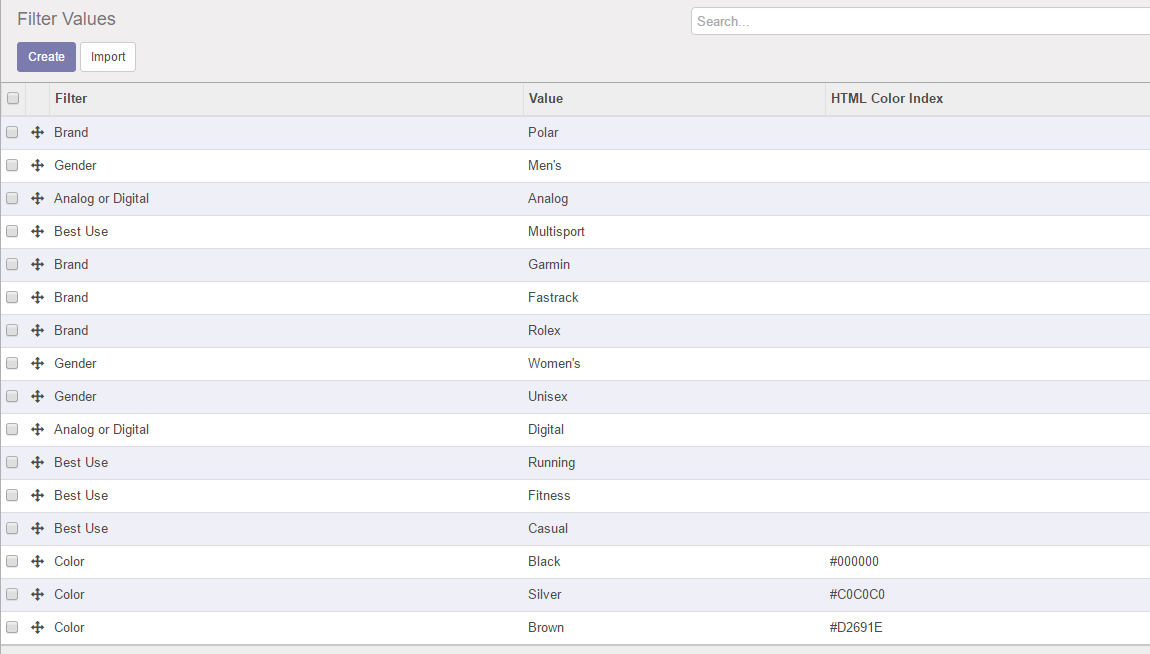 Filter Values
Search...
Create Import
Filter Value HTML Color Index
Brand Polar
Gender Men's
Analog or Digital Analog
Best Use Multisport
Brand Garmin
Brand Fastrack
Brand Rolex
Gender Women's
Gender Unisex
Analog or Digital Digital
Best Use Running
Best Use Fitness
Best Use Casual
Color Black #000000
Color Silver #C0C0C0
Color Brown #D2691E